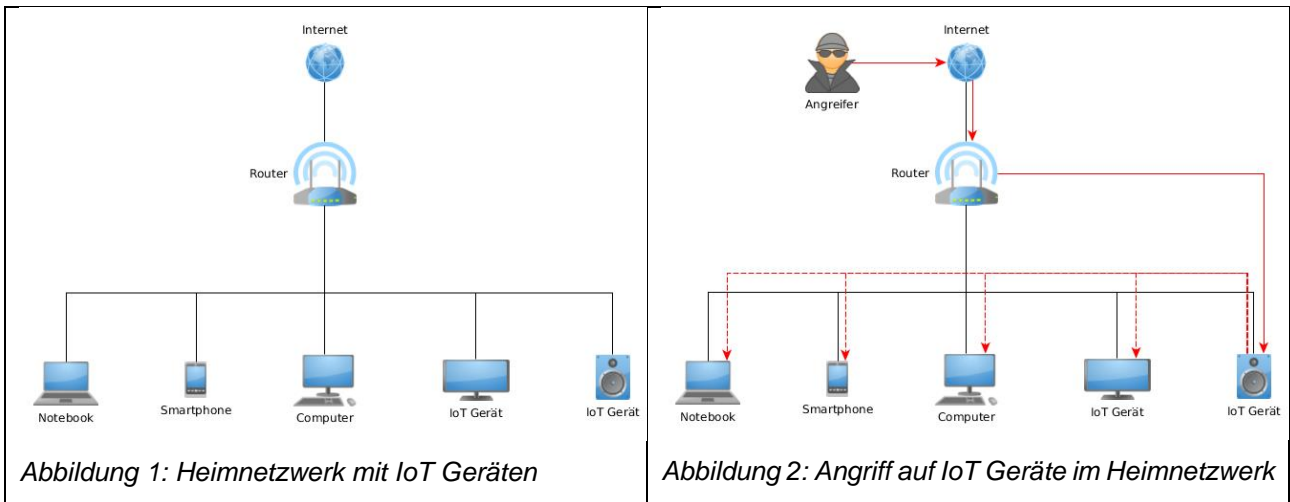 Internet
Router
Notebook
Smartphone
Computer
IoT Gerät
IoT Gerät
Abbildung 1: Heimnetzwerk mit IoT Geräten
Internet
Angreifer
Router
Notebook
Smartphone
Computer
IoT Gerät
IoT Gerät
Abbildung 2: Angriff auf IoT Geräte im Heimnetzwerk